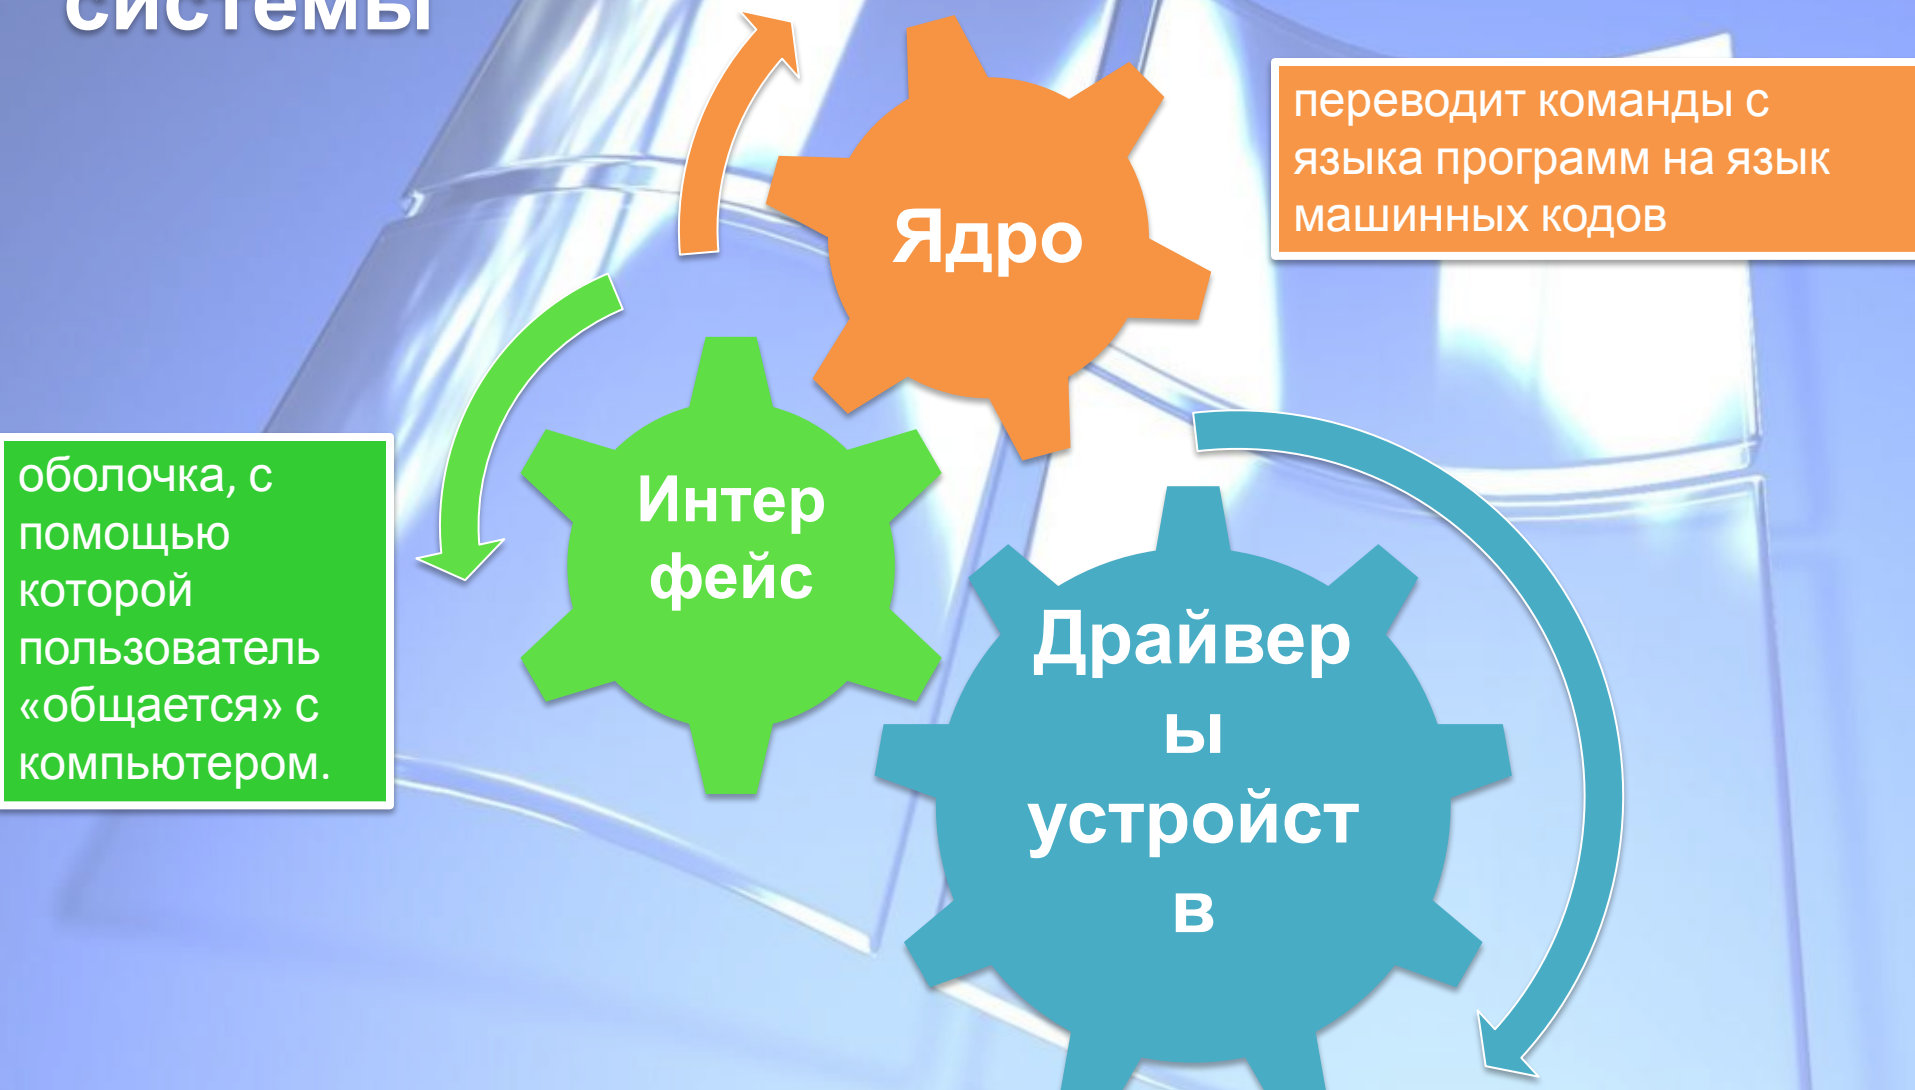 системы
Ядро
переводит команды с
языка программ на язык
машинных кодов
Интер
фейс
оболочка, с
помощью
которой
пользователь
«общается» с
компьютером.
Драйвер
ы
устройст
в